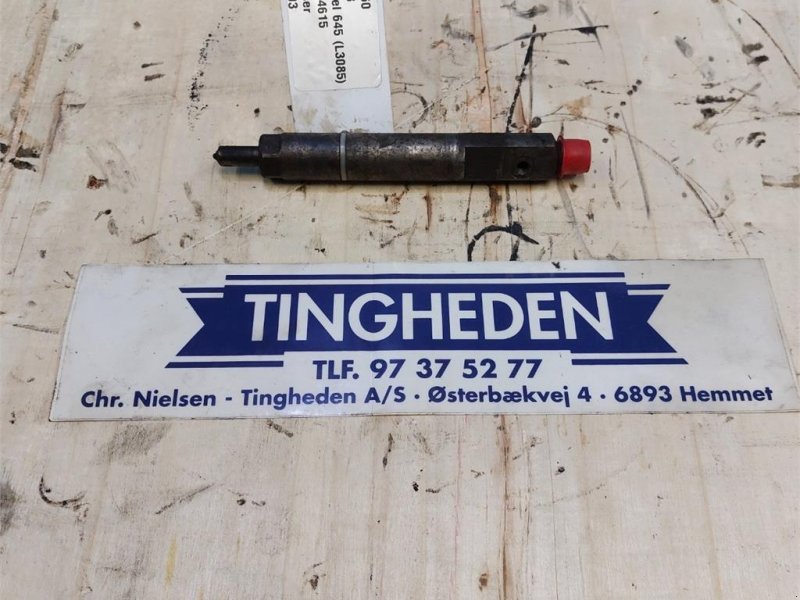 el 645 (L3085)
4615
TINGHEDEN
TLF. 97 37 52 77
Chr. Nielsen - Tingheden A/S · Østerbækvej 4 · 6893 Hemmet